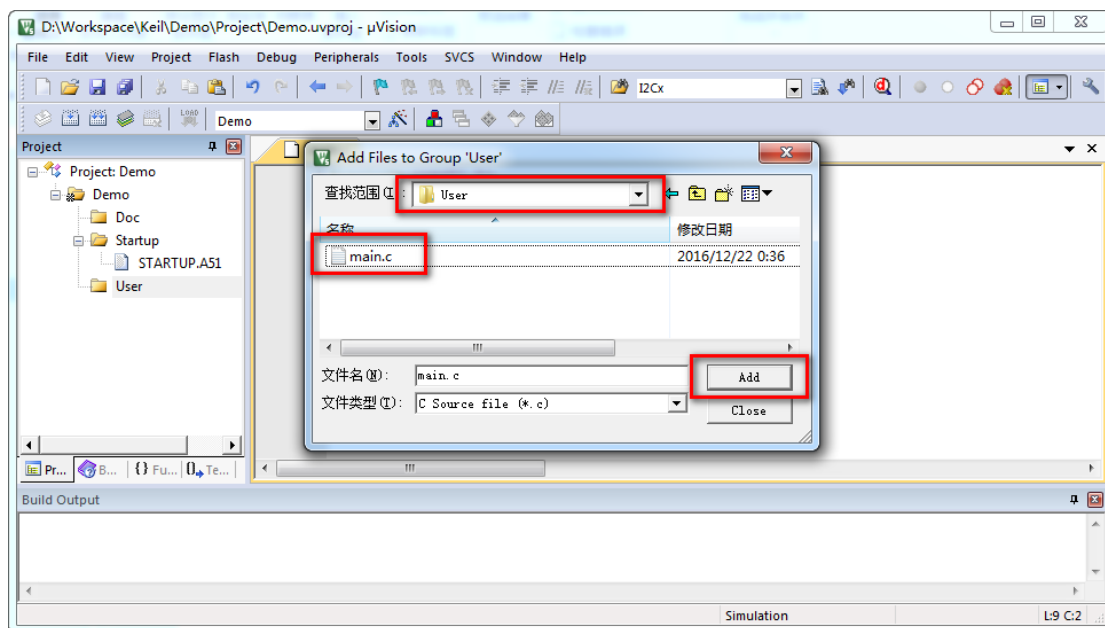 D:\Workspace\Keil\Demo\Project\Demo.uvproj - µVision
File Edit View Project Flash Debug Peripherals Tools SVCS Window Help
I2Cx
LOAD Demo
Project
Project: Demo
Demo
Doc
Startup
STARTUP.A51
User
Add Files to Group 'User'
查找范围(I): User
名称 修改日期
main.c 2016/12/22 0:36
文件名(N): main.c Add
文件类型(T): C Source file (*.c) Close
Pr... B... {} Fu... 0 Te...
Build Output
Simulation L:9 C:2